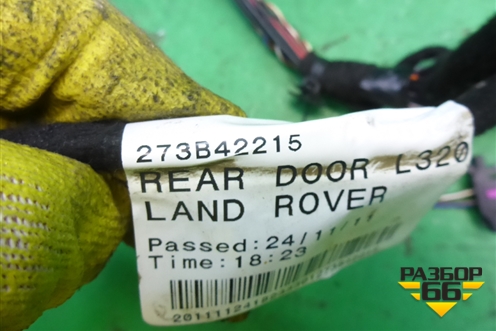 273B42215
REAR DOOR L320
LAND ROVER
Passed:24/11/11
Time:18:23
РАЗБОР
66